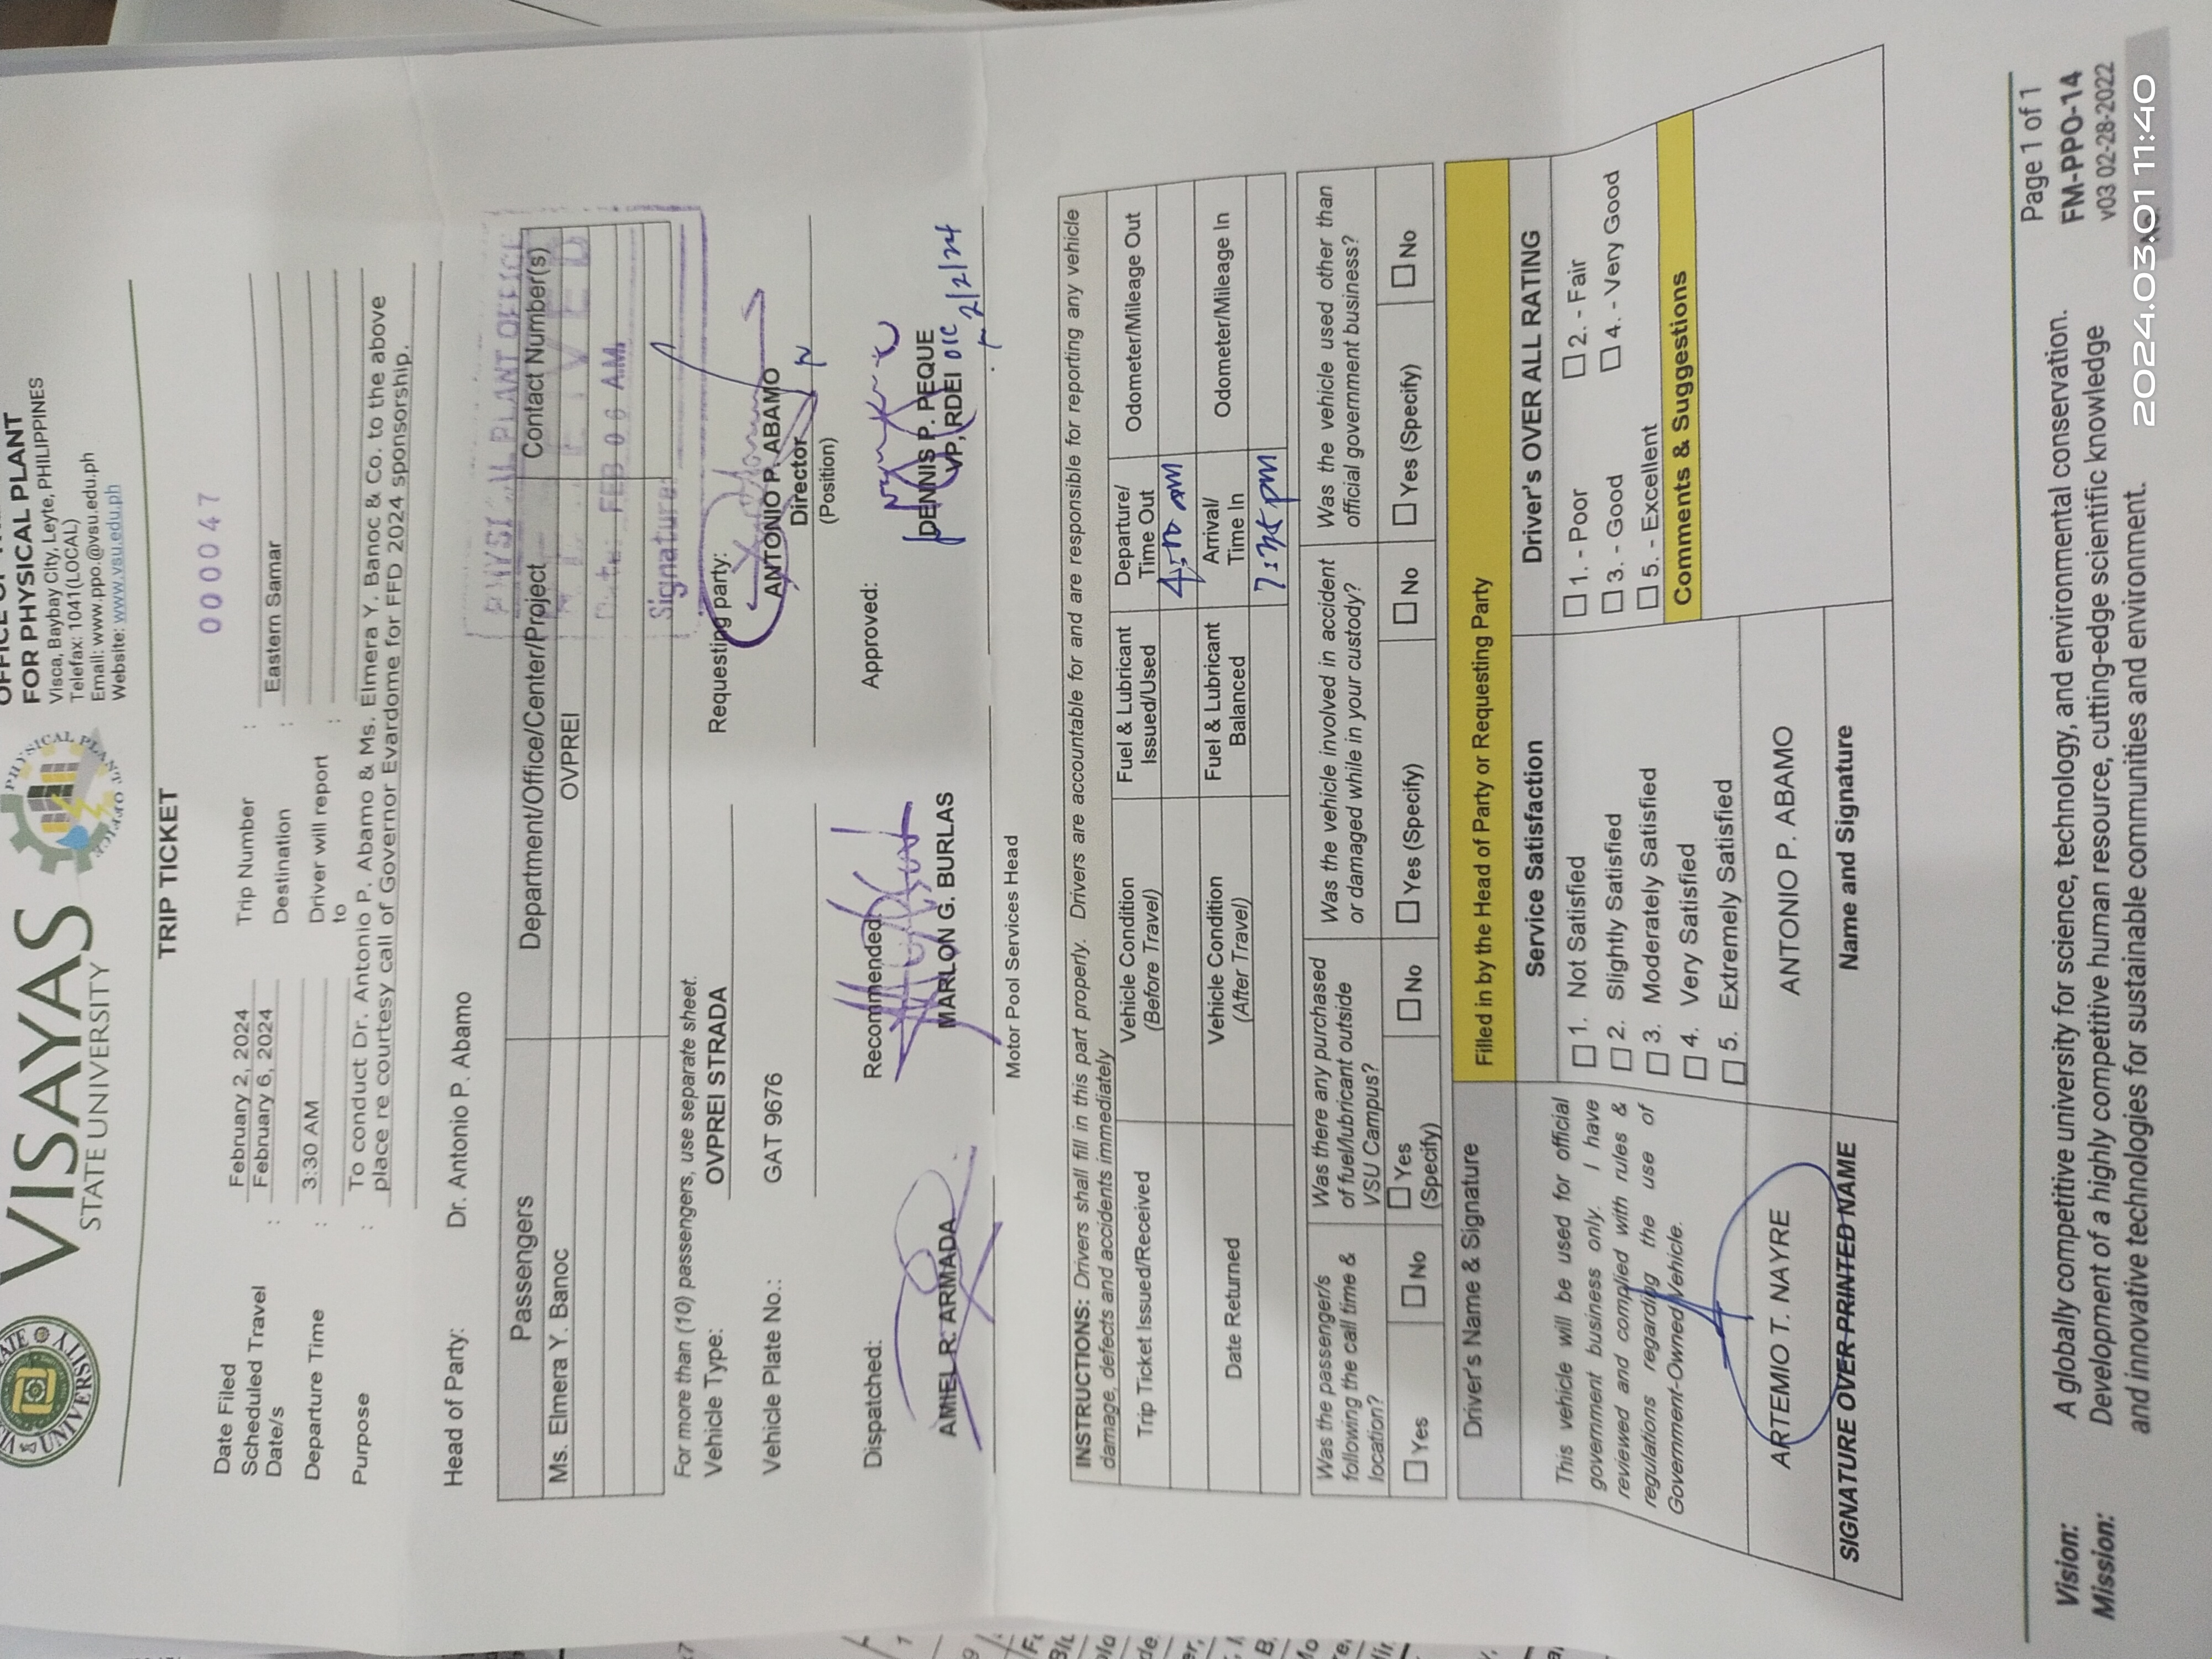 VISAYAS
STATE UNIVERSITY
FOR PHYSICAL PLANT
Visca, Baybay City, Leyte, PHILIPPINES
Telefax: 1041(LOCAL)
Email: www.ppo.@vsu.edu.ph
Website: www.vsu.edu.ph
TRIP TICKET
000047
Date Filed February 2, 2024 Trip Number :
Scheduled Travel Date/s : February 6, 2024 Destination : Eastern Samar
Departure Time : 3:30 AM Driver will report to :
Purpose : To conduct Dr. Antonio P. Abamo & Ms. Elmera Y. Banoc & Co. to the above
place re courtesy call of Governor Evardome for FFD 2024 sponsorship.
Head of Party: Dr. Antonio P. Abamo
Passengers Department/Office/Center/Project Contact Number(s)
Ms. Elmera Y. Banoc OVPREI
PHYSICAL PLANT OFFICE
FEB 06 AM
Signature:
For more than (10) passengers, use separate sheet.
Vehicle Type: OVPREI STRADA Requesting party:
Vehicle Plate No.: GAT 9676 ANTONIO P. ABAMO
Director
(Position)
Dispatched: Recommended: Approved:
AMIEL R. ARMADA MARLON G. BURLAS DENNIS P. PEQUE
VP, RDEI OIC 2/2/24
Motor Pool Services Head
INSTRUCTIONS: Drivers shall fill in this part properly. Drivers are accountable for and are responsible for reporting any vehicle
damage, defects and accidents immediately
Trip Ticket Issued/Received Vehicle Condition (Before Travel) Fuel & Lubricant Issued/Used Departure/ Time Out Odometer/Mileage Out
Date Returned Vehicle Condition (After Travel) Fuel & Lubricant Balanced Arrival/ Time In Odometer/Mileage In
Was the passenger/s following the call time & location? Was there any purchased of fuel/lubricant outside VSU Campus? Was the vehicle involved in accident or damaged while in your custody? Was the vehicle used other than official government business?
Yes No Yes (Specify) No Yes (Specify) No Yes (Specify) No
Driver's Name & Signature Filled in by the Head of Party or Requesting Party
Service Satisfaction Driver's OVER ALL RATING
This vehicle will be used for official
government business only. I have
reviewed and complied with rules &
regulations regarding the use of
Government-Owned Vehicle.
1. Not Satisfied
2. Slightly Satisfied
3. Moderately Satisfied
4. Very Satisfied
5. Extremely Satisfied
1. - Poor 2. - Fair
3. - Good 4. - Very Good
5. - Excellent
Comments & Suggestions
ARTEMIO T. NAYRE ANTONIO P. ABAMO
SIGNATURE OVER PRINTED NAME Name and Signature
Vision: A globally competitive university for science, technology, and environmental conservation.
Mission: Development of a highly competitive human resource, cutting-edge scientific knowledge
and innovative technologies for sustainable communities and environment.
Page 1 of 1
FM-PPO-14
v03 02-28-2022
2024.03.01 11:40